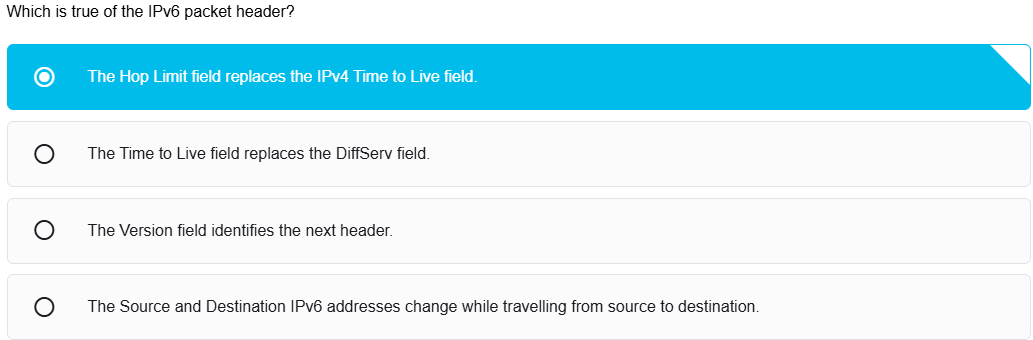 Which is true of the IPv6 packet header?
The Hop Limit field replaces the IPv4 Time to Live field.
The Time to Live field replaces the DiffServ field.
The Version field identifies the next header.
The Source and Destination IPv6 addresses change while travelling from source to destination.